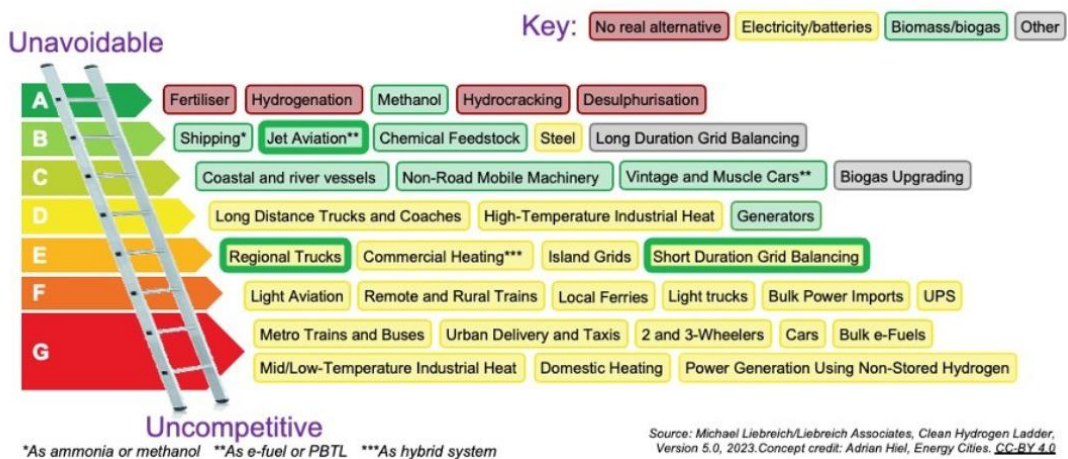 Key: No real alternative Electricity/batteries Biomass/biogas Other
Unavoidable
A Fertiliser Hydrogenation Methanol Hydrocracking Desulphurisation
B Shipping* Jet Aviation** Chemical Feedstock Steel Long Duration Grid Balancing
C Coastal and river vessels Non-Road Mobile Machinery Vintage and Muscle Cars** Biogas Upgrading
D Long Distance Trucks and Coaches High-Temperature Industrial Heat Generators
E Regional Trucks Commercial Heating*** Island Grids Short Duration Grid Balancing
F Light Aviation Remote and Rural Trains Local Ferries Light trucks Bulk Power Imports UPS
G Metro Trains and Buses Urban Delivery and Taxis 2 and 3-Wheelers Cars Bulk e-Fuels
Mid/Low-Temperature Industrial Heat Domestic Heating Power Generation Using Non-Stored Hydrogen
Uncompetitive
*As ammonia or methanol **As e-fuel or PBTL ***As hybrid system
Source: Michael Liebreich/Liebreich Associates, Clean Hydrogen Ladder,
Version 5.0, 2023.Concept credit: Adrian Hiel, Energy Cities. CC-BY 4.0